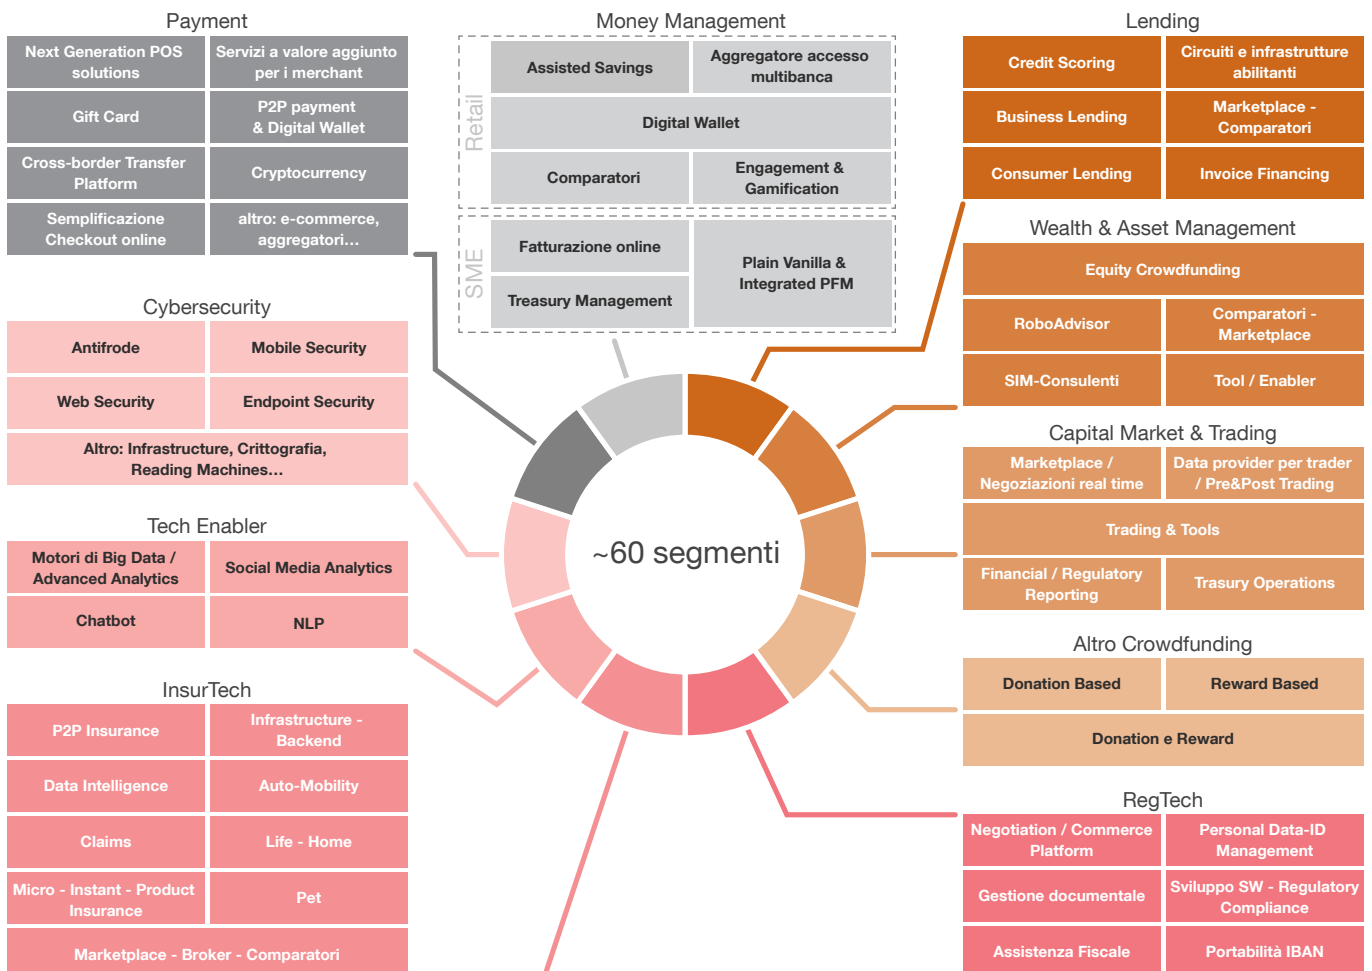 Payment
Next Generation POS
solutions
Servizi a valore aggiunto
per i merchant
Gift Card
P2P payment
& Digital Wallet
Cross-border Transfer
Platform
Cryptocurrency
Semplificazione
Checkout online
altro: e-commerce,
aggregatori...
Money Management
Retail
Assisted Savings
Aggregatore accesso
multibanca
Digital Wallet
Comparatori
Engagement &
Gamification
SME
Fatturazione online
Treasury Management
Plain Vanilla &
Integrated PFM
Lending
Credit Scoring
Circuiti e infrastrutture
abilitanti
Business Lending
Marketplace -
Comparatori
Consumer Lending
Invoice Financing
Wealth & Asset Management
Equity Crowdfunding
RoboAdvisor
Comparatori -
Marketplace
SIM-Consulenti
Tool / Enabler
Cybersecurity
Antifrode
Mobile Security
Web Security
Endpoint Security
Altro: Infrastructure, Crittografia,
Reading Machines...
Capital Market & Trading
Marketplace /
Negoziazioni real time
Data provider per trader
/ Pre&Post Trading
Trading & Tools
Financial / Regulatory
Reporting
Trasury Operations
~60 segmenti
Tech Enabler
Motori di Big Data /
Advanced Analytics
Social Media Analytics
Chatbot
NLP
Altro Crowdfunding
Donation Based
Reward Based
Donation e Reward
InsurTech
P2P Insurance
Infrastructure -
Backend
Data Intelligence
Auto-Mobility
Claims
Life - Home
Micro - Instant - Product
Insurance
Pet
Marketplace - Broker - Comparatori
RegTech
Negotiation / Commerce
Platform
Personal Data-ID
Management
Gestione documentale
Sviluppo SW - Regulatory
Compliance
Assistenza Fiscale
Portabilità IBAN